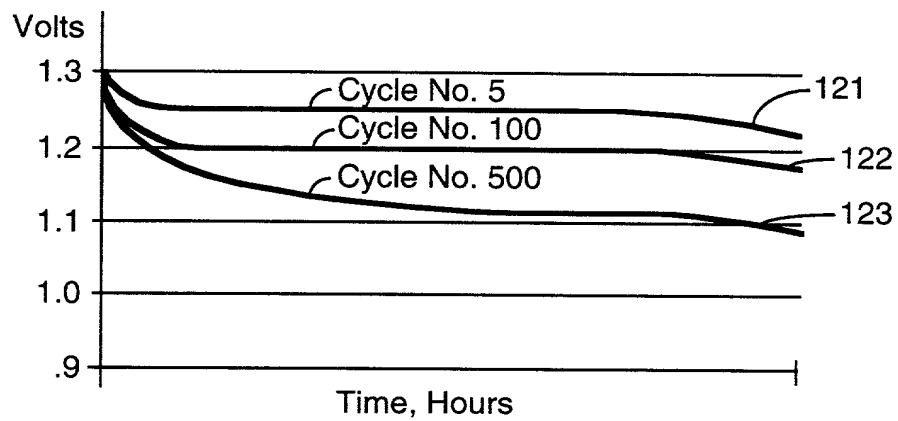 Volts
1.3
Cycle No. 5
121
Cycle No. 100
1.2
122
Cycle No. 500
1.1
123
1.0
.9
Time, Hours